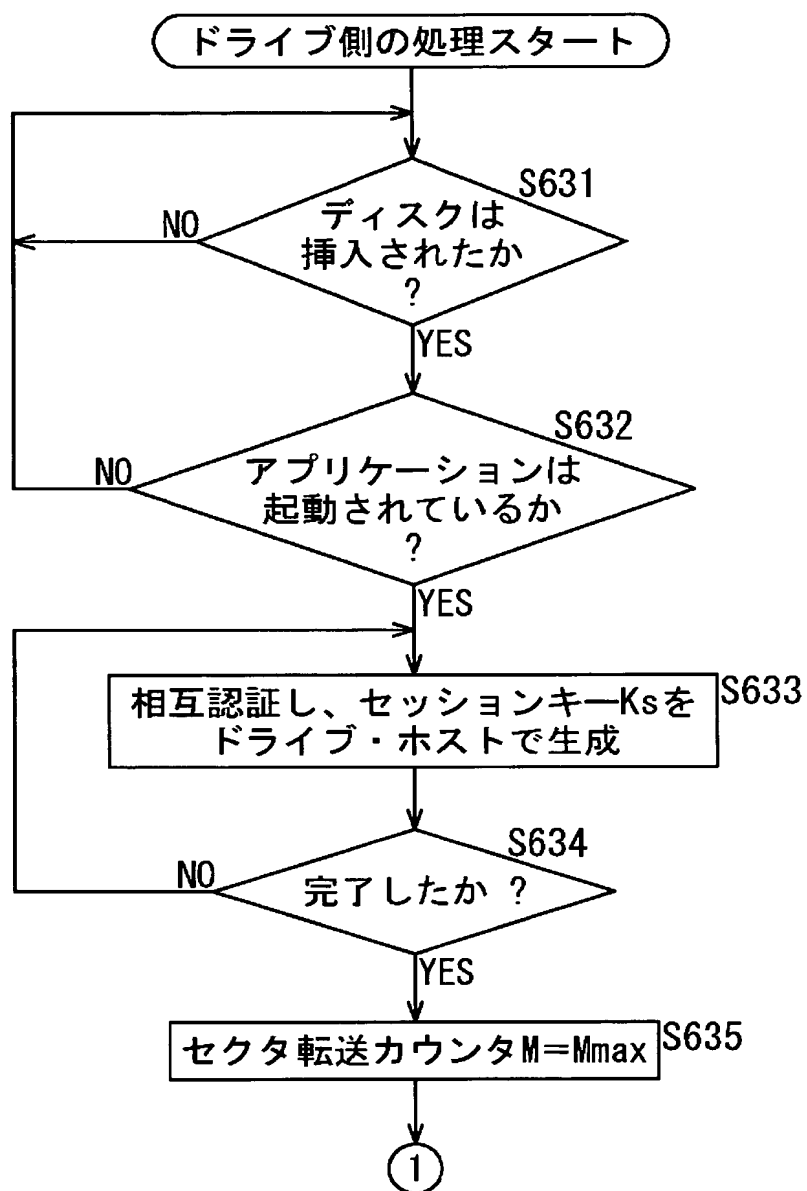 ドライブ側の処理スタート
S631
ディスクは
挿入されたか
?
NO
YES
S632
アプリケーションは
起動されているか
?
NO
YES
S633
相互認証し、セッションキーKsを
ドライブ・ホストで生成
S634
完了したか ?
NO
YES
セクタ転送カウンタM=Mmax
S635
1